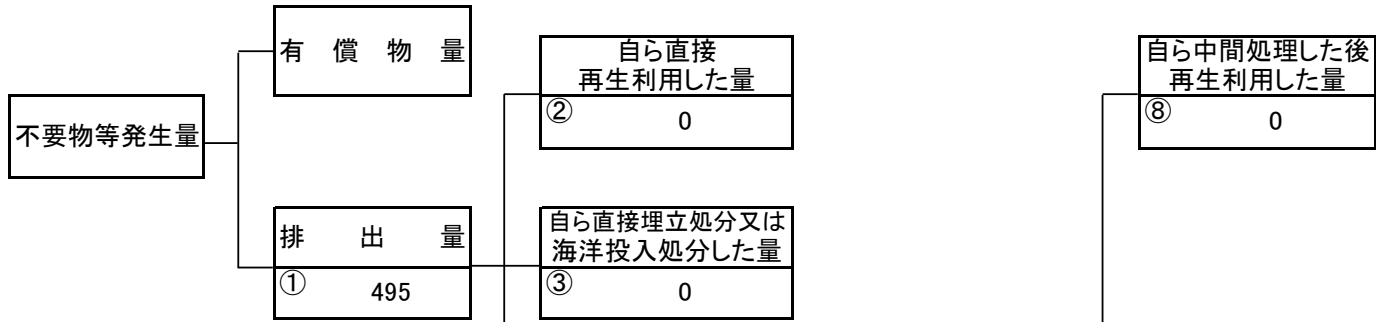 有償物量
自ら直接
再生利用した量
② 0
自ら中間処理した後
再生利用した量
⑧ 0
不要物等発生量
排出量
① 495
自ら直接埋立処分又は
海洋投入処分した量
③ 0